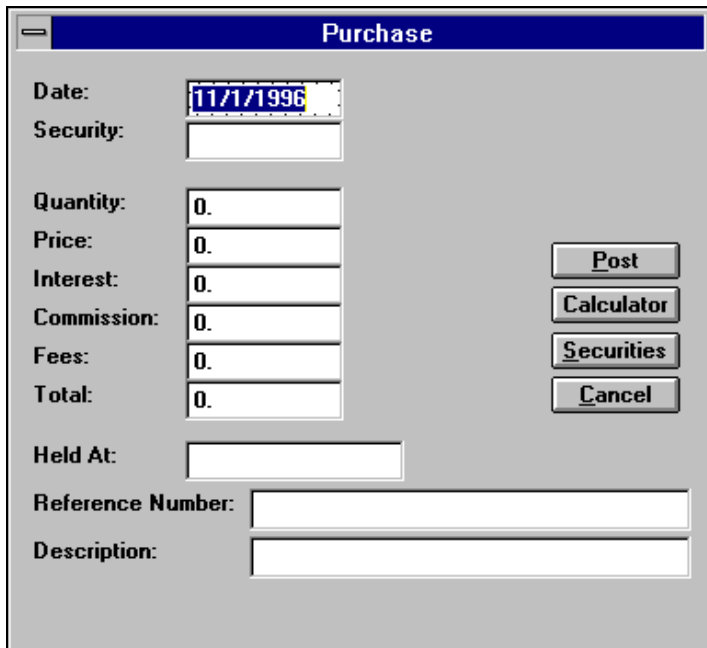 Purchase
Date: 11/1/1996
Security:
Quantity: 0.
Price: 0.
Interest: 0.
Commission: 0.
Fees: 0.
Total: 0.
Post
Calculator
Securities
Cancel
Held At:
Reference Number:
Description: